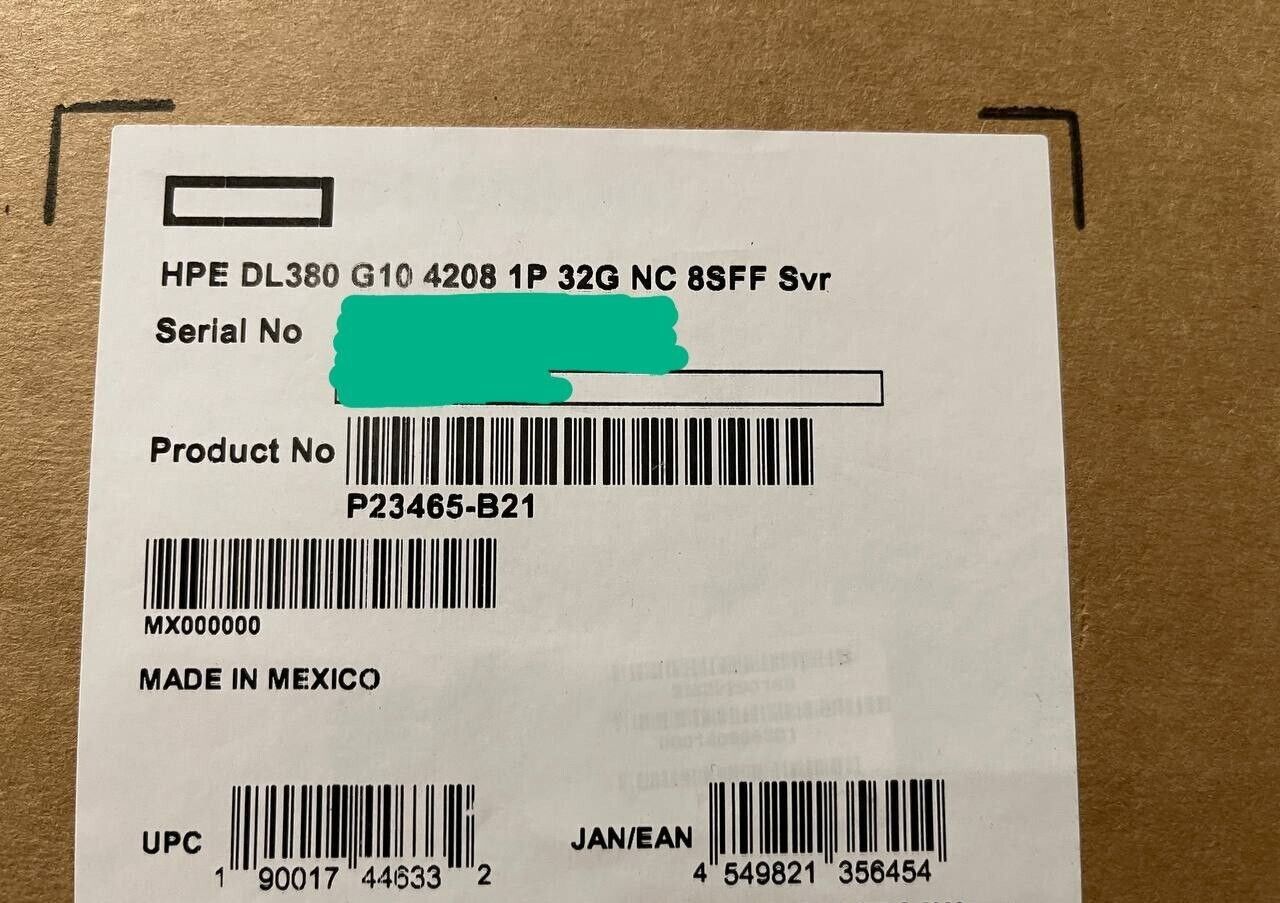 HPE DL380 G10 4208 1P 32G NC 8SFF Svr
Serial No
Product No
P23465-B21
MX000000
MADE IN MEXICO
UPC 1 90017 44633 2
JAN/EAN 4 549821 356454